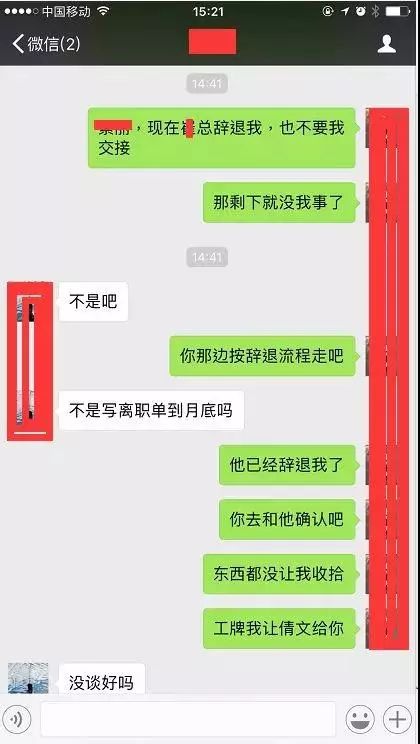 中国移动
15:21
微信(2)
14:41
，现在
总辞退我，也不要我
交接
那剩下就没我事了
14:41
不是吧
你那边按辞退流程走吧
不是写离职单到月底吗
他已经辞退我了
你去和他确认吧
东西都没让我收拾
工牌我让倩文给你
没谈好吗